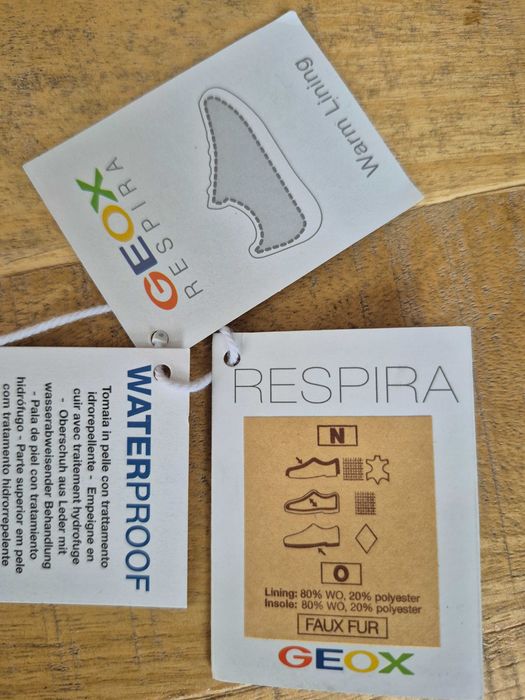 Warm Lining
GEOX
RESPIRA
WATERPROOF
Tomaia in pelle con trattamento
idrorepellente - Empeigne en
cuir avec traitement hydrofuge
- Oberschuh aus Leder mit
wasserabweisender Behandlung
- Pala de piel con tratamiento
hidrófugo - Parte superior em pele
com tratamento hidrorrepelente
RESPIRA
N
O
Lining: 80% WO, 20% polyester
Insole: 80% WO, 20% polyester
FAUX FUR
GEOX